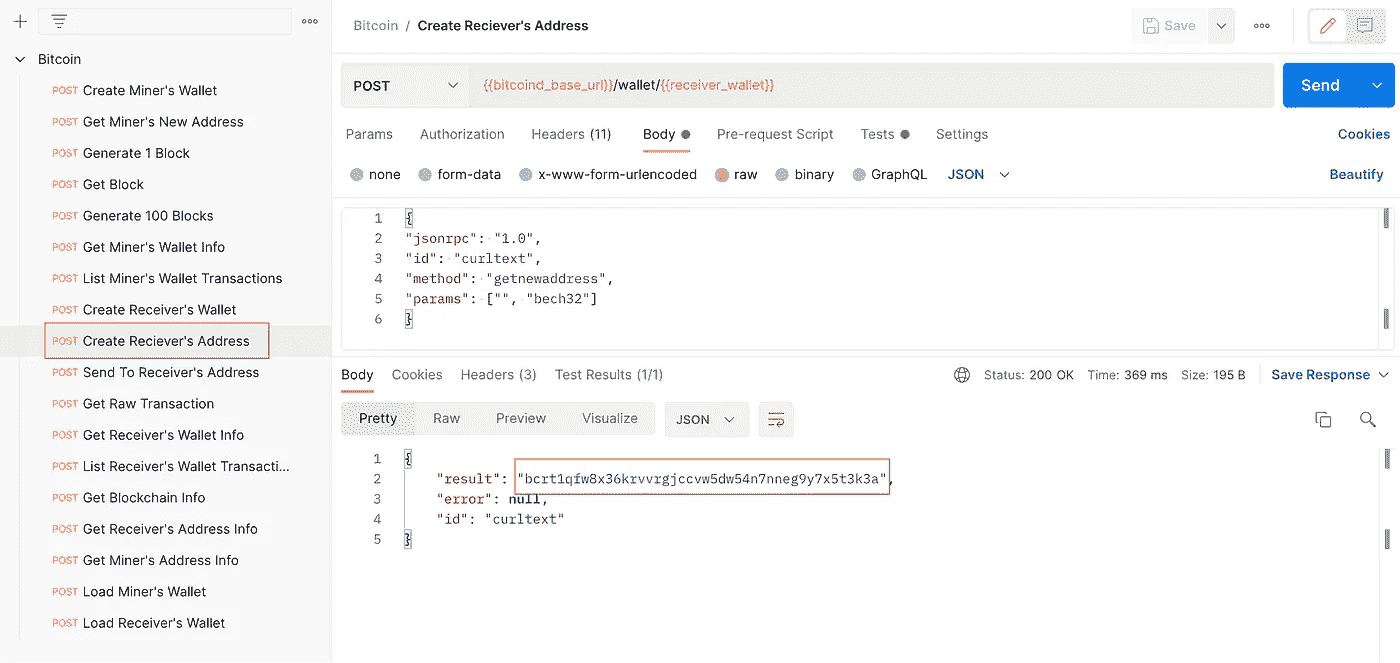 Bitcoin
POST Create Miner's Wallet
POST Get Miner's New Address
POST Generate 1 Block
POST Get Block
POST Generate 100 Blocks
POST Get Miner's Wallet Info
POST List Miner's Wallet Transactions
POST Create Receiver's Wallet
POST Create Reciever's Address
POST Send To Receiver's Address
POST Get Raw Transaction
POST Get Receiver's Wallet Info
POST List Receiver's Wallet Transacti...
POST Get Blockchain Info
POST Get Receiver's Address Info
POST Get Miner's Address Info
POST Load Miner's Wallet
POST Load Receiver's Wallet
Bitcoin / Create Reciever's Address
Save
POST {{bitcoind_base_url}}/wallet/{{receiver_wallet}}
Send
Params Authorization Headers (11) Body Pre-request Script Tests Settings Cookies
none form-data x-www-form-urlencoded raw binary GraphQL JSON Beautify
1 {
2 "jsonrpc": "1.0",
3 "id": "curltext",
4 "method": "getnewaddress",
5 "params": ["", "bech32"]
6 }
Body Cookies Headers (3) Test Results (1/1) Status: 200 OK Time: 369 ms Size: 195 B Save Response
Pretty Raw Preview Visualize JSON
1 {
2 "result": "bcrt1qfw8x36krvvrgjccvw5dw54n7nneg9y7x5t3k3a",
3 "error": null,
4 "id": "curltext"
5 }